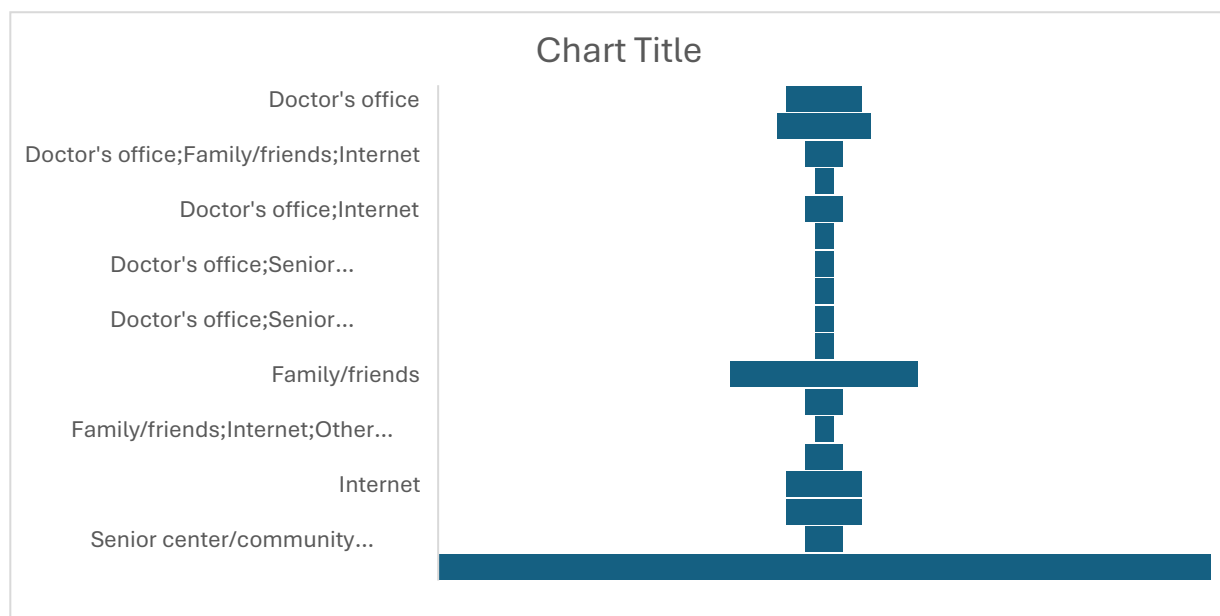 Chart Title
Doctor's office
Doctor's office;Family/friends;Internet
Doctor's office;Internet
Doctor's office;Senior...
Doctor's office;Senior...
Family/friends
Family/friends;Internet;Other...
Internet
Senior center/community...